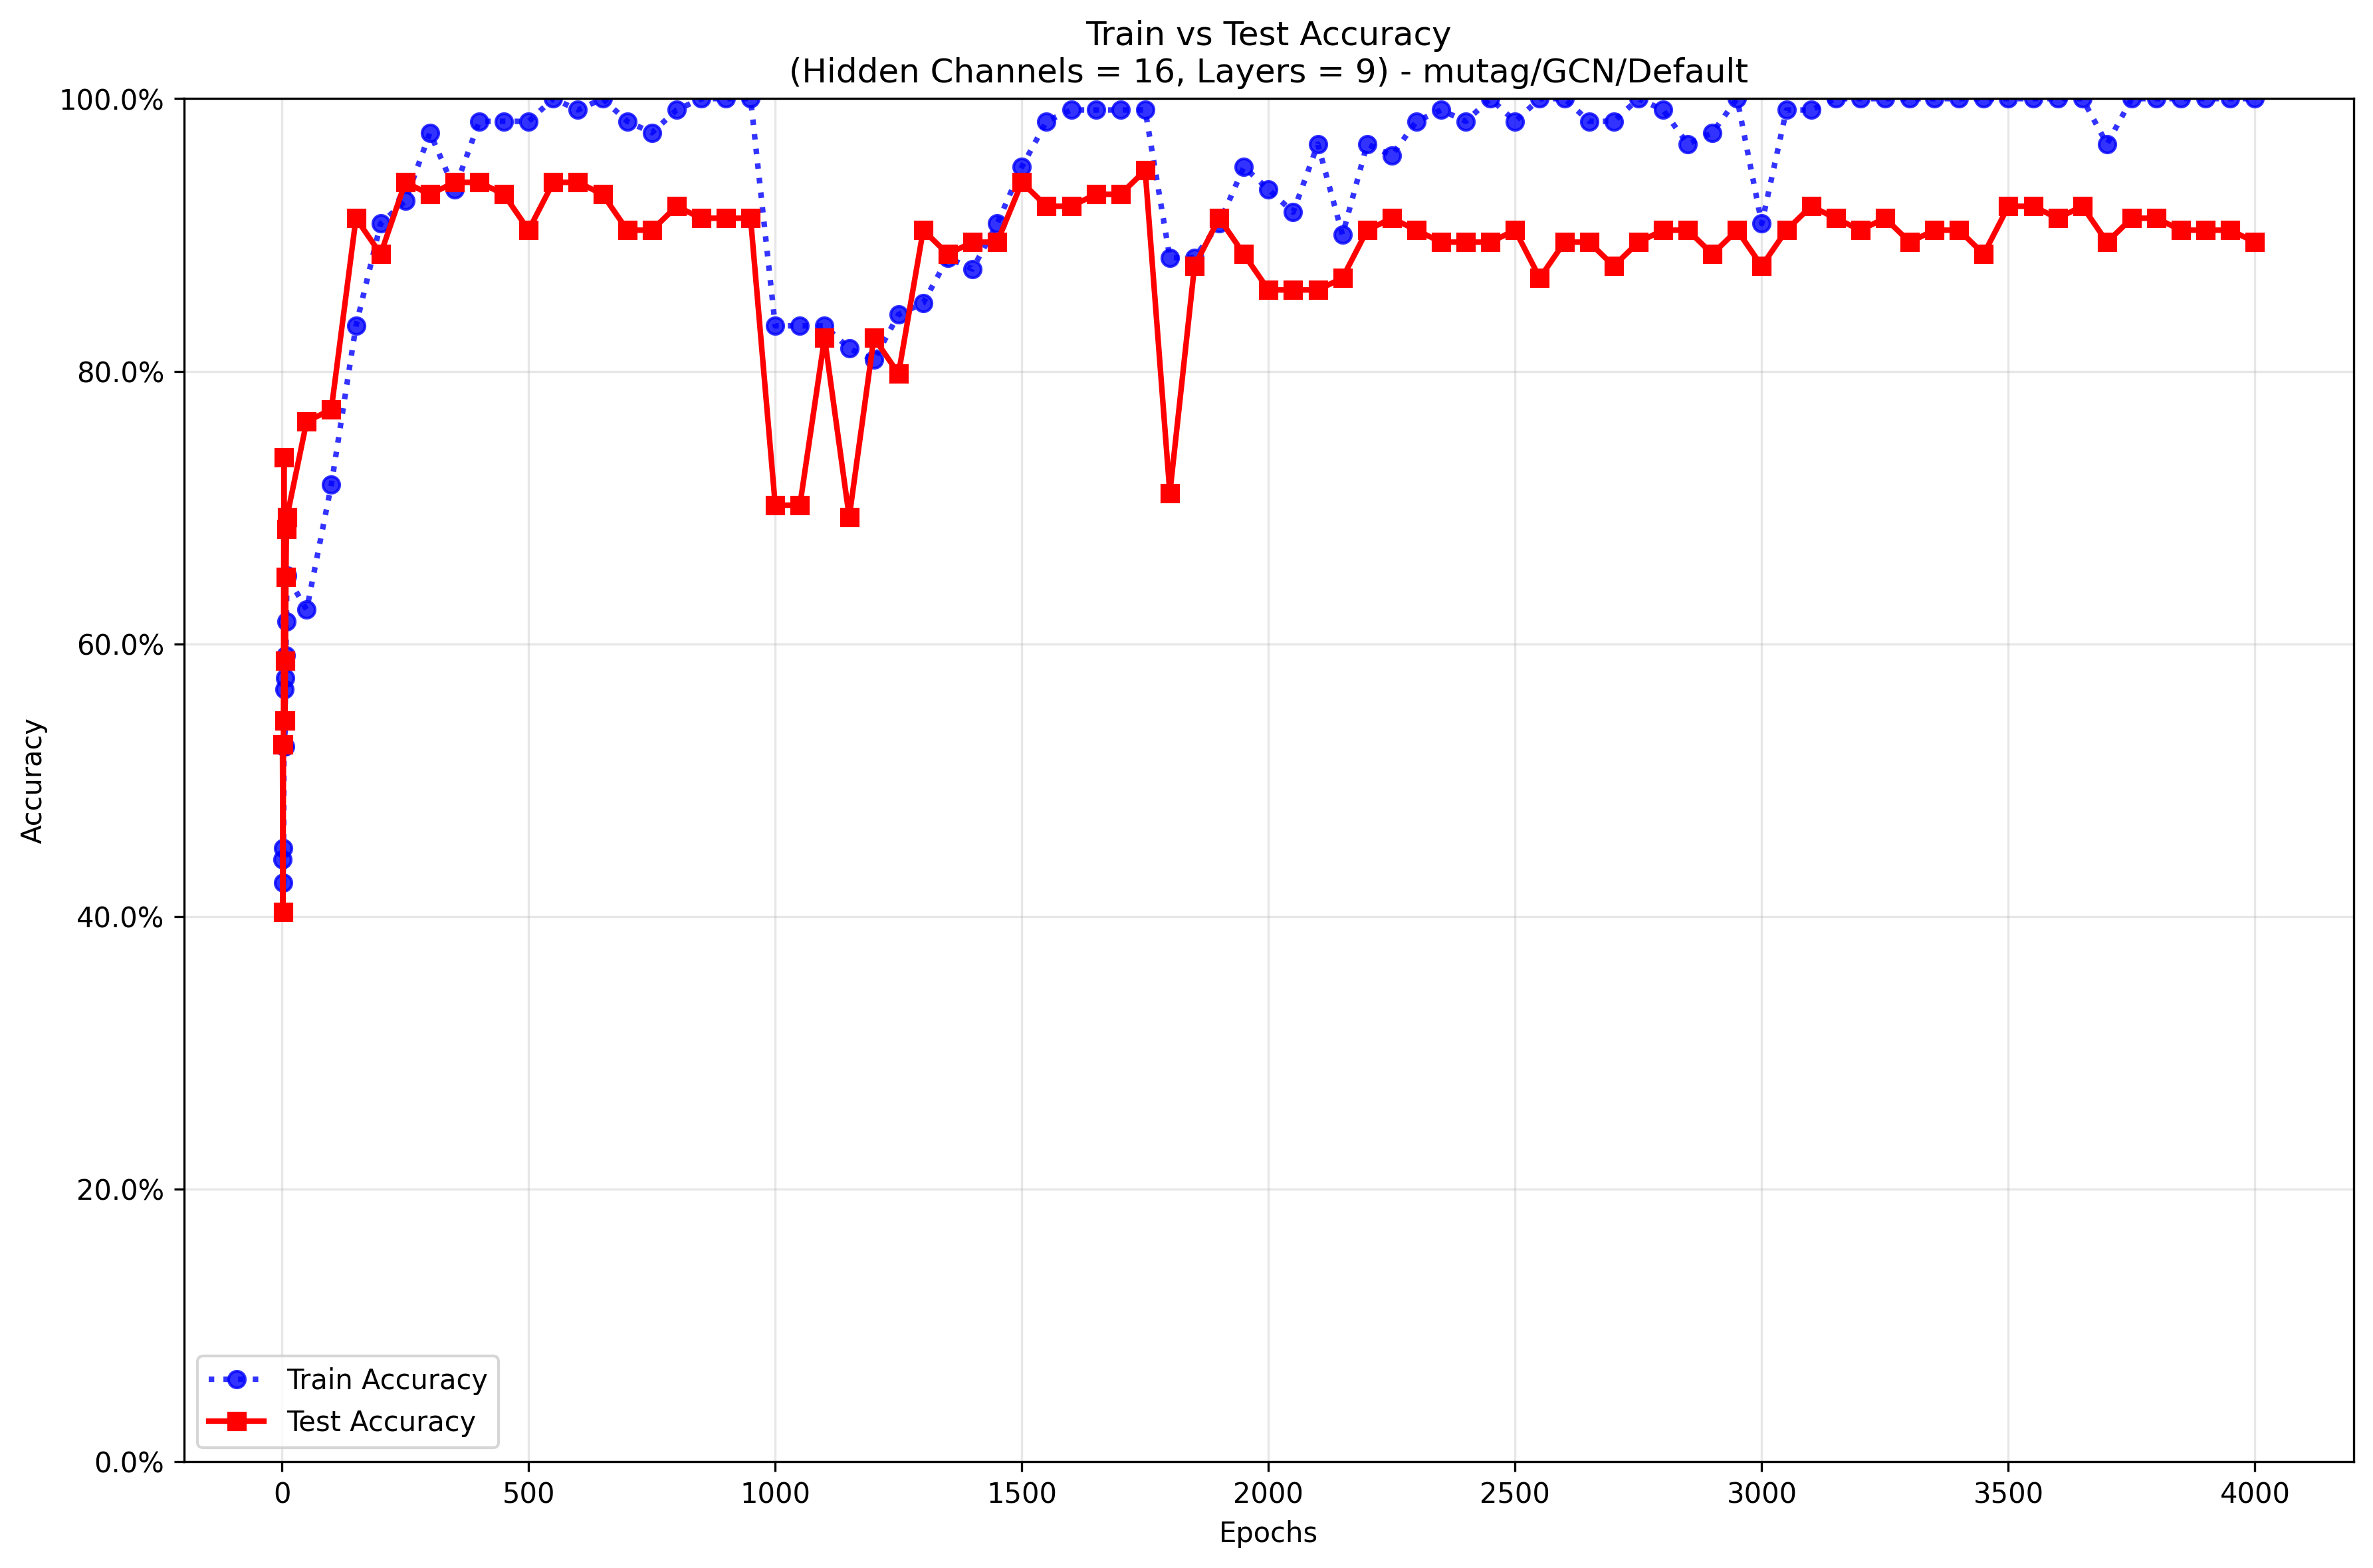 Train vs Test Accuracy
(Hidden Channels = 16, Layers = 9) - mutag/GCN/Default
100.0%
80.0%
60.0%
40.0%
20.0%
0.0%
Accuracy
Train Accuracy
Test Accuracy
0
500
1000
1500
2000
2500
3000
3500
4000
Epochs